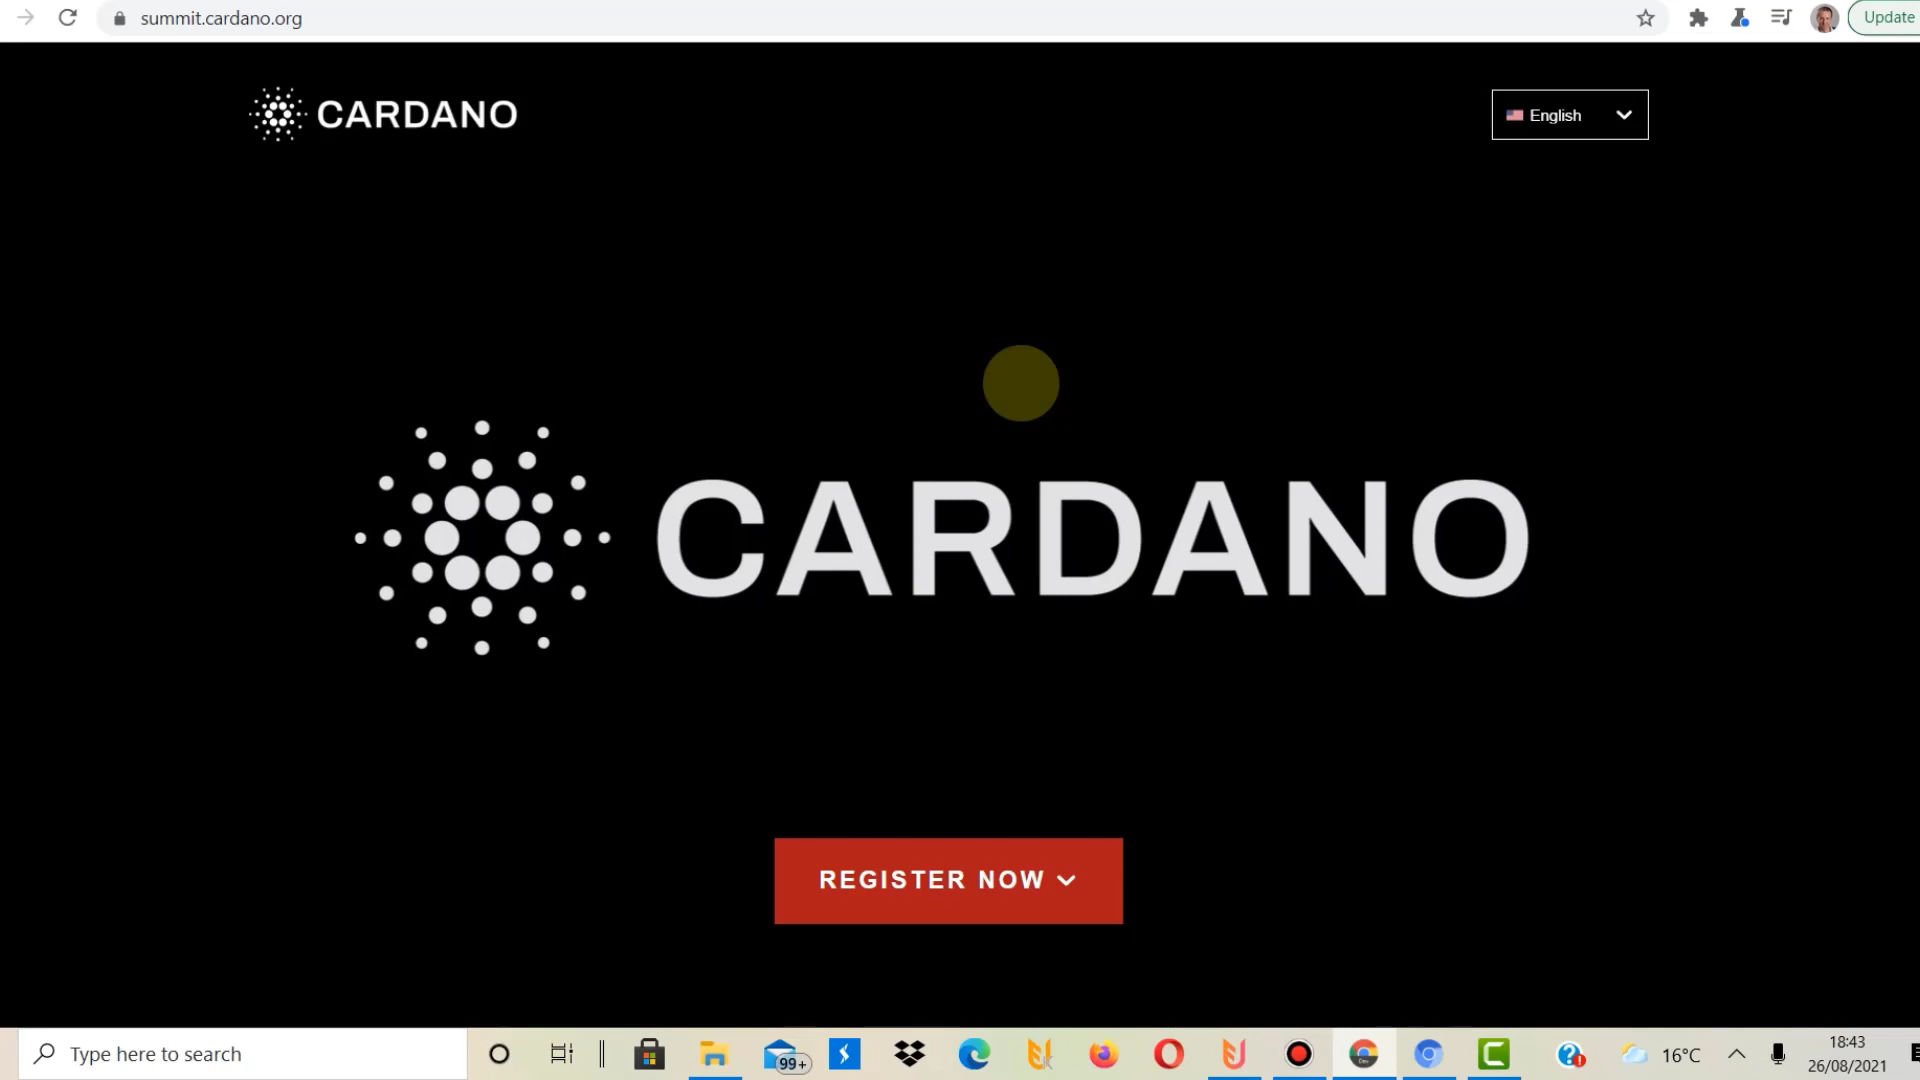 summit.cardano.org
Update
CARDANO
English
CARDANO
REGISTER NOW
Type here to search
99+
16°C
18:43
26/08/2021